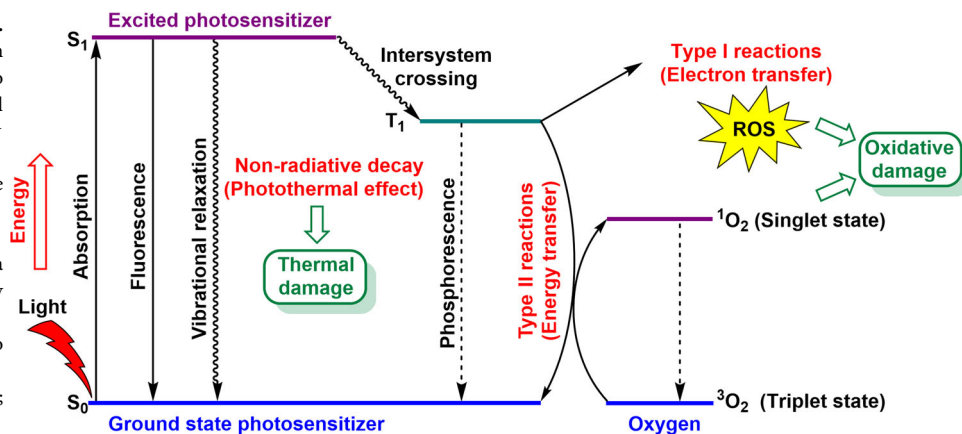 Excited photosensitizer
S1
Intersystem
crossing
Type I reactions
(Electron transfer)
ROS
T1
Oxidative
damage
Non-radiative decay
(Photothermal effect)
Thermal
damage
Energy
Absorption
Fluorescence
Vibrational relaxation
Phosphorescence
Type II reactions
(Energy transfer)
1O2 (Singlet state)
Light
S0
3O2 (Triplet state)
Ground state photosensitizer
Oxygen